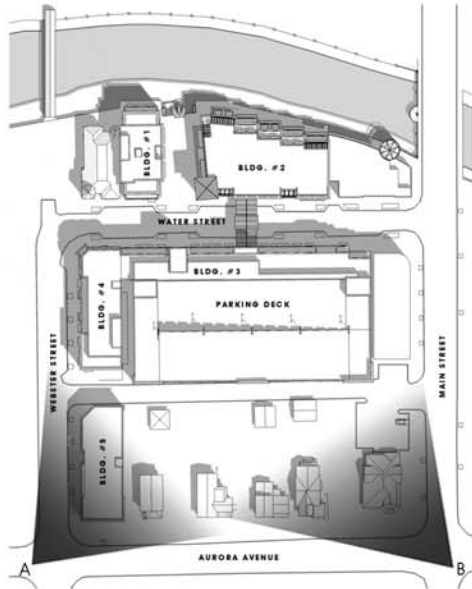 BLDG. #1
BLDG. #2
WATER STREET
BLDG. #3
BLDG. #4
PARKING DECK
WEBSTER STREET
MAIN STREET
BLDG. #5
AURORA AVENUE
A
B